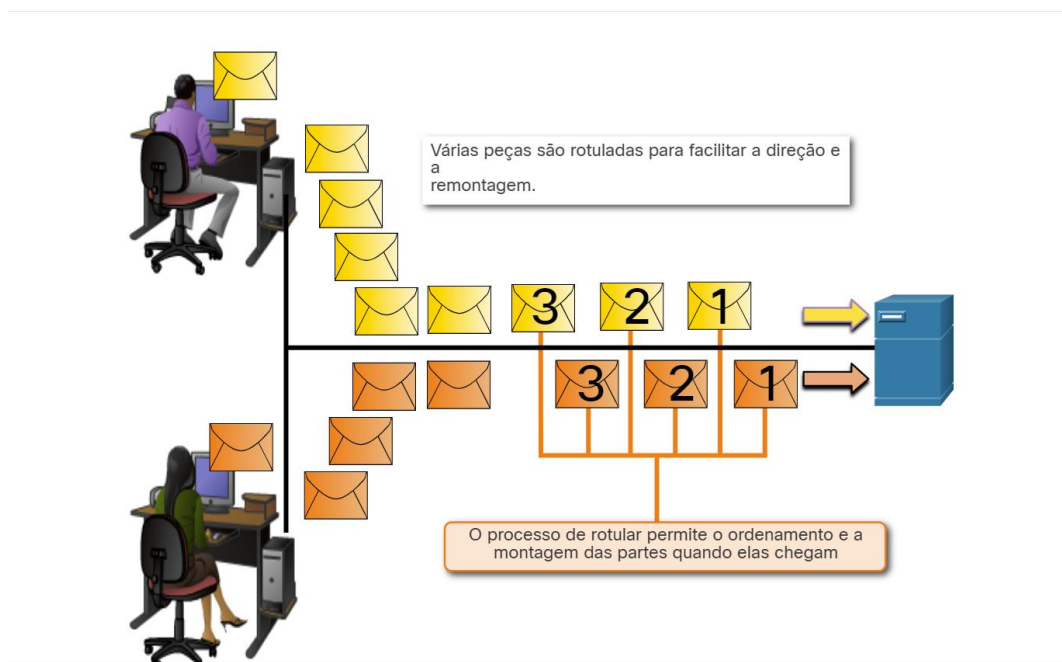 Várias peças são rotuladas para facilitar a direção e
a
remontagem.
3 2 1
3 2 1
O processo de rotular permite o ordenamento e a
montagem das partes quando elas chegam